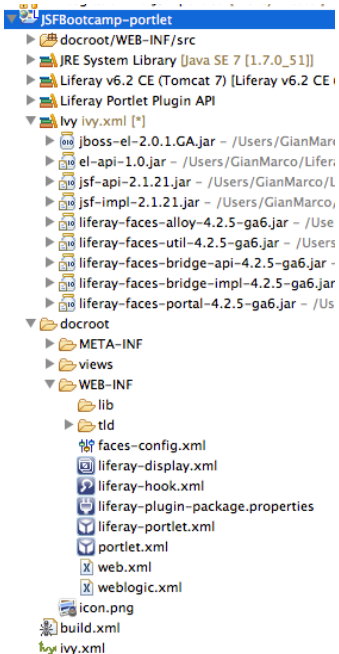 JSFBootcamp-portlet
docroot/WEB-INF/src
JRE System Library [Java SE 7 [1.7.0_51]]
Liferay v6.2 CE (Tomcat 7) [Liferay v6.2 CE
Liferay Portlet Plugin API
Ivy ivy.xml [*]
jboss-el-2.0.1.GA.jar - /Users/GianMarc
el-api-1.0.jar - /Users/GianMarco/Lifera
jsf-api-2.1.21.jar - /Users/GianMarco/L
jsf-impl-2.1.21.jar - /Users/GianMarco/
liferay-faces-alloy-4.2.5-ga6.jar - /Use
liferay-faces-util-4.2.5-ga6.jar - /Users
liferay-faces-bridge-api-4.2.5-ga6.jar -
liferay-faces-bridge-impl-4.2.5-ga6.jar
liferay-faces-portal-4.2.5-ga6.jar - /Us
docroot
META-INF
views
WEB-INF
lib
tld
faces-config.xml
liferay-display.xml
liferay-hook.xml
liferay-plugin-package.properties
liferay-portlet.xml
portlet.xml
web.xml
weblogic.xml
icon.png
build.xml
ivy.xml